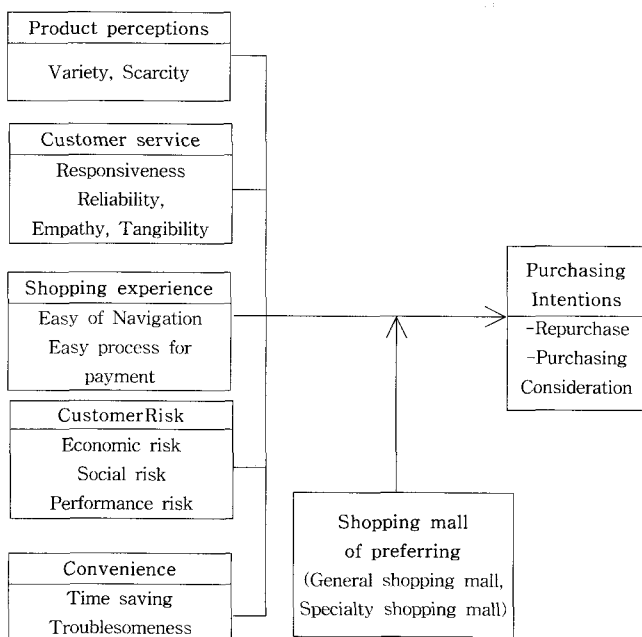 Product perceptions
Variety, Scarcity
Customer service
Responsiveness
Reliability,
Empathy, Tangibility
Shopping experience
Easy of Navigation
Easy process for
payment
CustomerRisk
Economic risk
Social risk
Performance risk
Convenience
Time saving
Troublesomeness
Purchasing
Intentions
-Repurchase
-Purchasing
Consideration
Shopping mall
of preferring
(General shopping mall,
Specialty shopping mall)